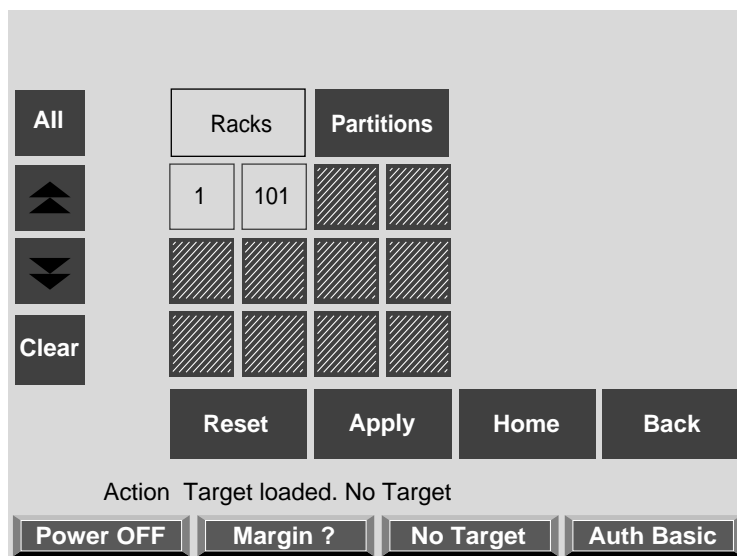 All
Racks Partitions
1 101
Clear
Reset Apply Home Back
Action Target loaded. No Target
Power OFF Margin ? No Target Auth Basic